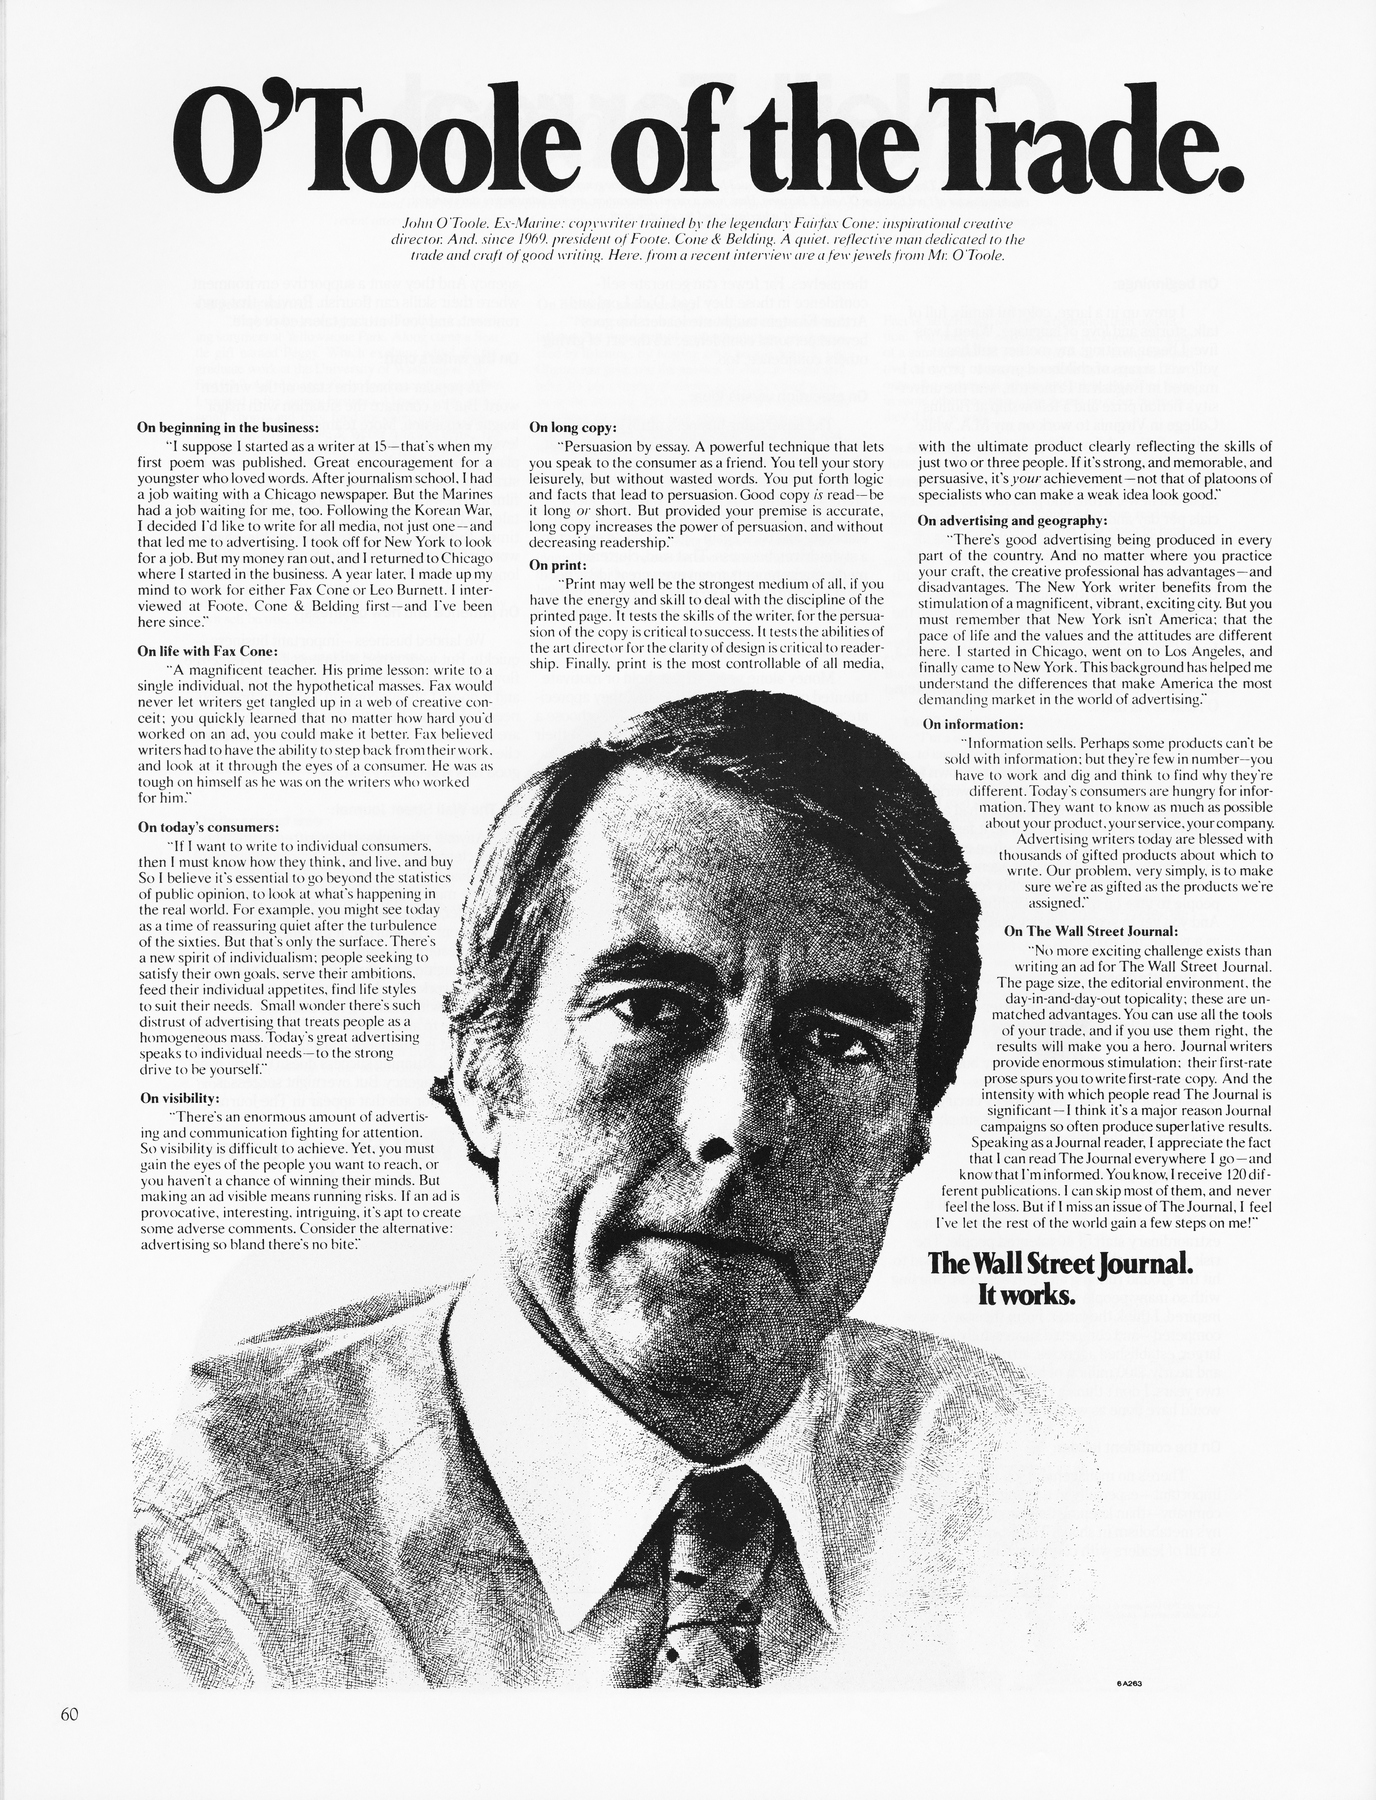 O'Toole of the Trade.
John O'Toole. Ex-Marine; copywriter trained by the legendary Fairfax Cone; inspirational creative
director. And, since 1969, president of Foote, Cone & Belding. A quiet, reflective man dedicated to the
trade and craft of good writing. Here, from a recent interview are a few jewels from Mr. O'Toole.
On beginning in the business:
"I suppose I started as a writer at 15—that's when my
first poem was published. Great encouragement for a
youngster who loved words. After journalism school, I had
a job waiting with a Chicago newspaper. But the Marines
had a job waiting for me, too. Following the Korean War,
I decided I'd like to write for all media, not just one—and
that led me to advertising. I took off for New York to look
for a job. But my money ran out, and I returned to Chicago
where I started in the business. A year later, I made up my
mind to work for either Fax Cone or Leo Burnett. I inter-
viewed at Foote, Cone & Belding first—and I've been
here since."
On life with Fax Cone:
"A magnificent teacher. His prime lesson: write to a
single individual, not the hypothetical masses. Fax would
never let writers get tangled up in a web of creative con-
ceit; you quickly learned that no matter how hard you'd
worked on an ad, you could make it better. Fax believed
writers had to have the ability to step back from their work,
and look at it through the eyes of a consumer. He was as
tough on himself as he was on the writers who worked
for him."
On today's consumers:
"If I want to write to individual consumers,
then I must know how they think, and live, and buy
So I believe it's essential to go beyond the statistics
of public opinion, to look at what's happening in
the real world. For example, you might see today
as a time of reassuring quiet after the turbulence
of the sixties. But that's only the surface. There's
a new spirit of individualism; people seeking to
satisfy their own goals, serve their ambitions,
feed their individual appetites, find life styles
to suit their needs. Small wonder there's such
distrust of advertising that treats people as a
homogeneous mass. Today's great advertising
speaks to individual needs—to the strong
drive to be yourself."
On visibility:
"There's an enormous amount of advertis-
ing and communication fighting for attention.
So visibility is difficult to achieve. Yet, you must
gain the eyes of the people you want to reach, or
you haven't a chance of winning their minds. But
making an ad visible means running risks. If an ad is
provocative, interesting, intriguing, it's apt to create
some adverse comments. Consider the alternative:
advertising so bland there's no bite."
On long copy:
"Persuasion by essay. A powerful technique that lets
you speak to the consumer as a friend. You tell your story
leisurely, but without wasted words. You put forth logic
and facts that lead to persuasion. Good copy is read—be
it long or short. But provided your premise is accurate,
long copy increases the power of persuasion, and without
decreasing readership."
On print:
"Print may well be the strongest medium of all, if you
have the energy and skill to deal with the discipline of the
printed page. It tests the skills of the writer, for the persua-
sion of the copy is critical to success. It tests the abilities of
the art director for the clarity of design is critical to reader-
ship. Finally, print is the most controllable of all media,
with the ultimate product clearly reflecting the skills of
just two or three people. If it's strong, and memorable, and
persuasive, it's your achievement—not that of platoons of
specialists who can make a weak idea look good."
On advertising and geography:
"There's good advertising being produced in every
part of the country. And no matter where you practice
your craft, the creative professional has advantages—and
disadvantages. The New York writer benefits from the
stimulation of a magnificent, vibrant, exciting city. But you
must remember that New York isn't America; that the
pace of life and the values and the attitudes are different
here. I started in Chicago, went on to Los Angeles, and
finally came to New York. This background has helped me
understand the differences that make America the most
demanding market in the world of advertising."
On information:
"Information sells. Perhaps some products can't be
sold with information; but they're few in number—you
have to work and dig and think to find why they're
different. Today's consumers are hungry for infor-
mation. They want to know as much as possible
about your product, your service, your company.
Advertising writers today are blessed with
thousands of gifted products about which to
write. Our problem, very simply, is to make
sure we're as gifted as the products we're
assigned."
On The Wall Street Journal:
"No more exciting challenge exists than
writing an ad for The Wall Street Journal.
The page size, the editorial environment, the
day-in-and-day-out topicality; these are un-
matched advantages. You can use all the tools
of your trade, and if you use them right, the
results will make you a hero. Journal writers
provide enormous stimulation; their first-rate
prose spurs you to write first-rate copy. And the
intensity with which people read The Journal is
significant—I think it's a major reason Journal
campaigns so often produce superlative results.
Speaking as a Journal reader, I appreciate the fact
that I can read The Journal everywhere I go—and
know that I'm informed. You know, I receive 120 dif-
ferent publications. I can skip most of them, and never
feel the loss. But if I miss an issue of The Journal, I feel
I've let the rest of the world gain a few steps on me!"
The Wall Street Journal.
It works.
6A263
60